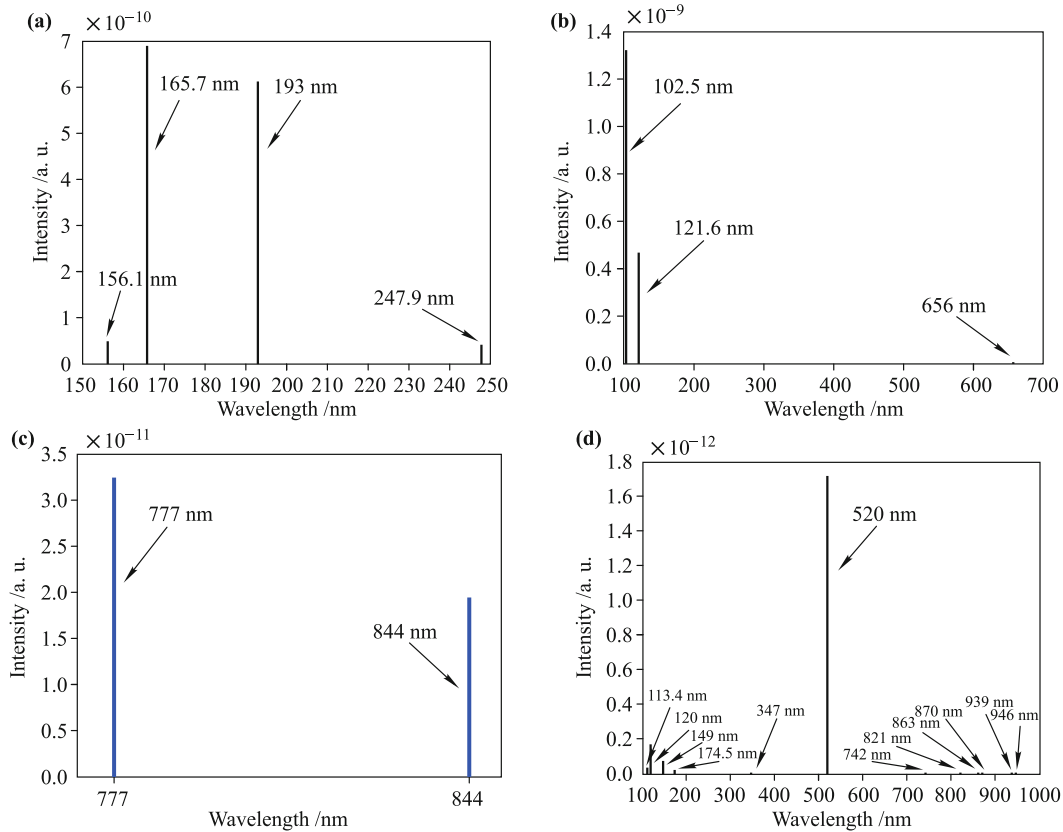 (a)
×10⁻¹⁰
7
6
5
4
3
2
1
0
Intensity /a. u.
165.7 nm
193 nm
156.1 nm
247.9 nm
150 160 170 180 190 200 210 220 230 240 250
Wavelength /nm
(b)
×10⁻⁹
1.4
1.2
1.0
0.8
0.6
0.4
0.2
0.0
Intensity /a. u.
102.5 nm
121.6 nm
656 nm
100 200 300 400 500 600 700
Wavelength /nm
(c)
×10⁻¹¹
3.5
3.0
2.5
2.0
1.5
1.0
0.5
0.0
Intensity /a. u.
777 nm
844 nm
777 844
Wavelength /nm
(d)
×10⁻¹²
1.8
1.6
1.4
1.2
1.0
0.8
0.6
0.4
0.2
0.0
Intensity /a. u.
520 nm
113.4 nm
120 nm
149 nm
174.5 nm
347 nm
742 nm
821 nm
863 nm
870 nm
939 nm
946 nm
100 200 300 400 500 600 700 800 900 1000
Wavelength /nm